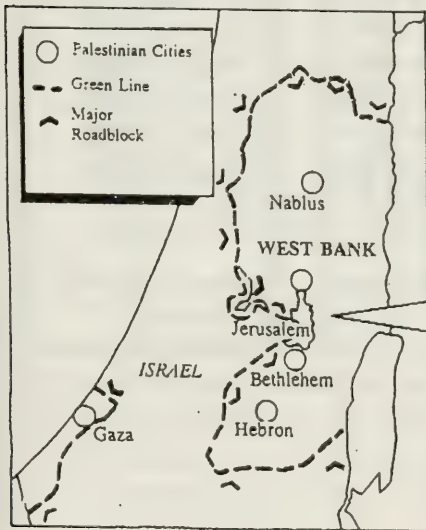 Palestinian Cities
Green Line
Major
Roadblock
Nablus
WEST BANK
Jerusalem
ISRAEL
Bethlehem
Gaza
Hebron